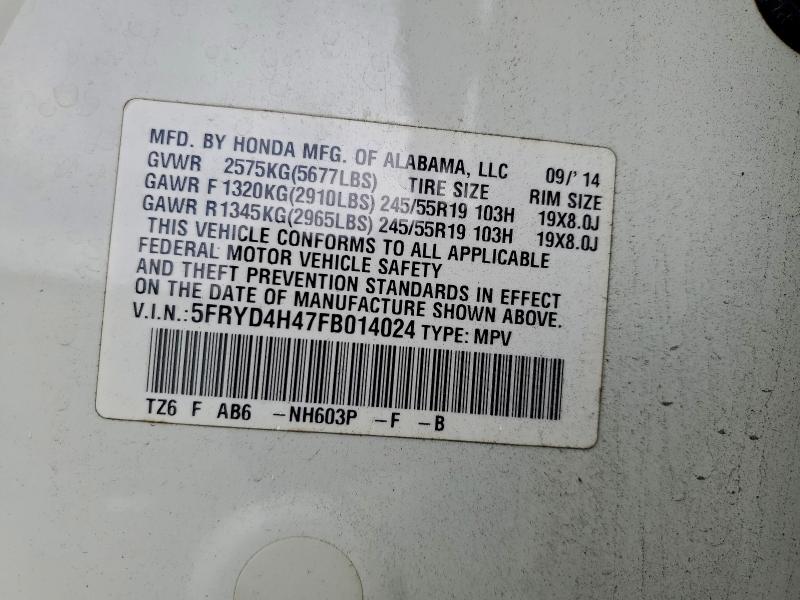 MFD. BY HONDA MFG. OF ALABAMA, LLC 09/' 14
GVWR 2575KG(5677LBS) TIRE SIZE RIM SIZE
GAWR F 1320KG(2910LBS) 245/55R19 103H 19X8.0J
GAWR R1345KG(2965LBS) 245/55R19 103H 19X8.0J
THIS VEHICLE CONFORMS TO ALL APPLICABLE
FEDERAL MOTOR VEHICLE SAFETY
AND THEFT PREVENTION STANDARDS IN EFFECT
ON THE DATE OF MANUFACTURE SHOWN ABOVE.
V.I.N.:5FRYD4H47FB014024 TYPE: MPV
TZ6 F AB6 -NH603P -F -B